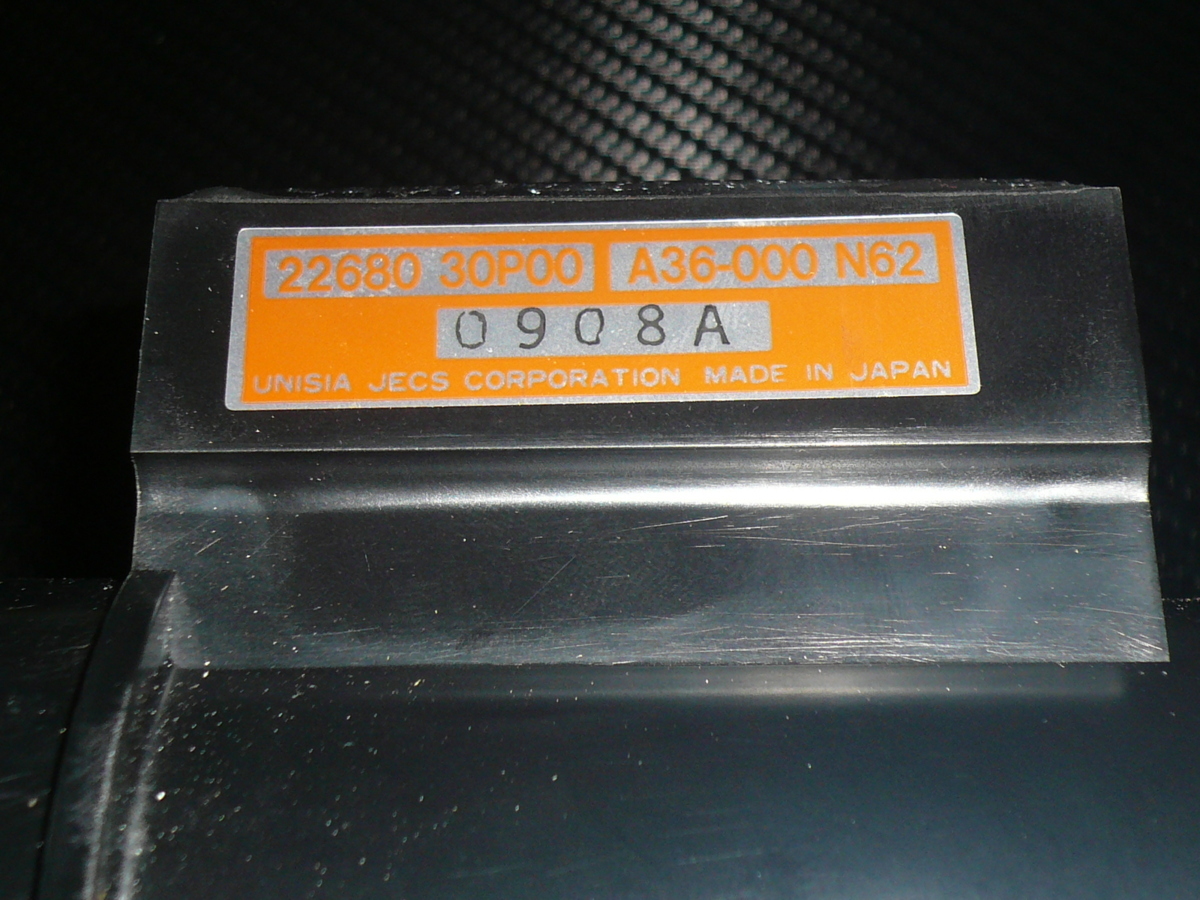 22680 30P00 A36-000 N62
0908A
UNISIA JECS CORPORATION MADE IN JAPAN